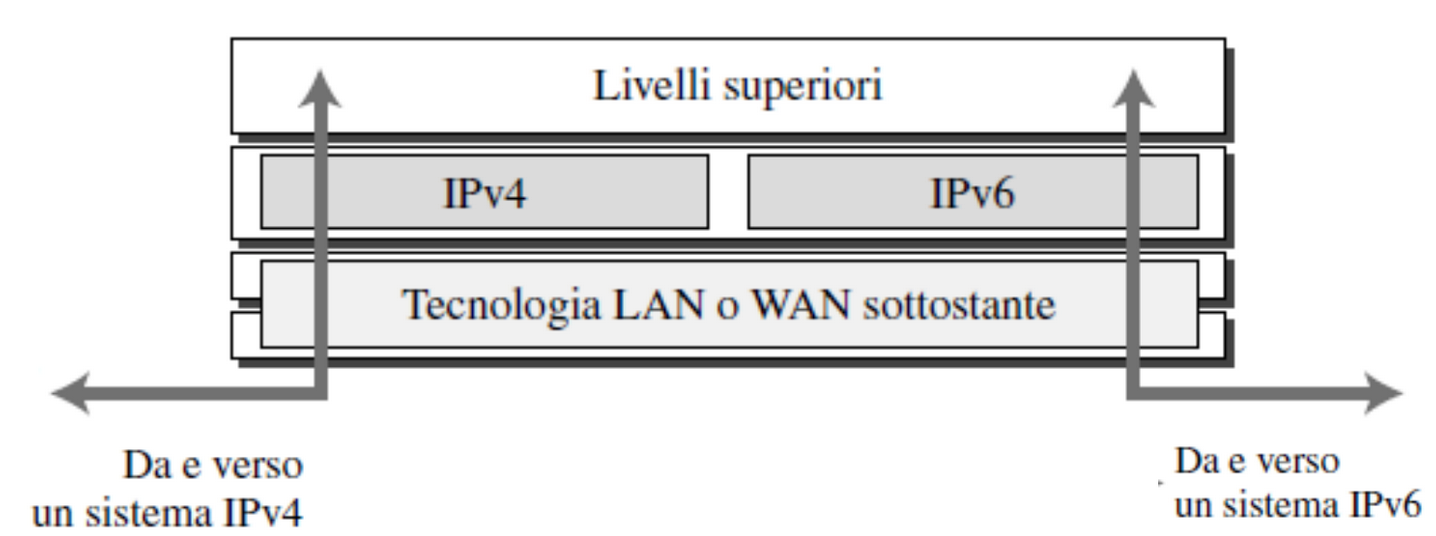 Livelli superiori
IPv4
IPv6
Tecnologia LAN o WAN sottostante
Da e verso
un sistema IPv4
Da e verso
un sistema IPv6